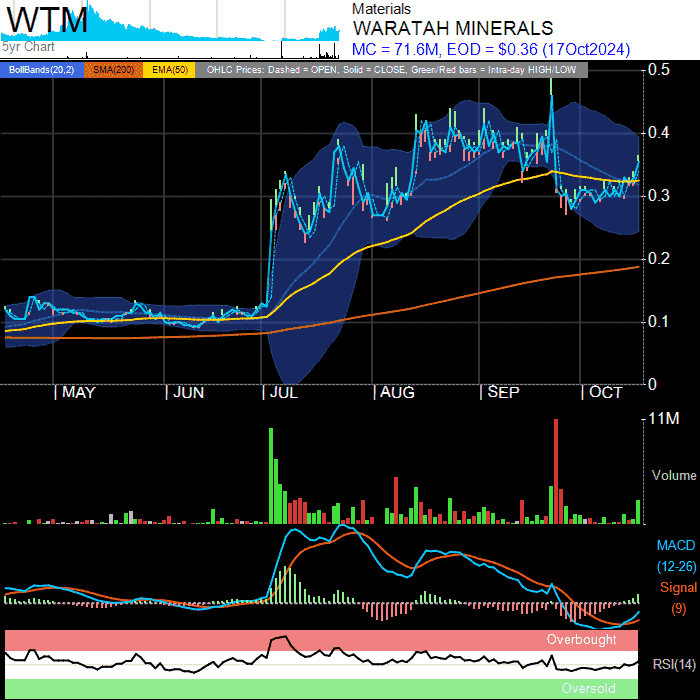 WTM
5yr Chart
Materials
WARATAH MINERALS
MC = 71.6M, EOD = $0.36 (17Oct2024)
BollBands(20,2) SMA(200) EMA(50) OHLC Prices: Dashed = OPEN, Solid = CLOSE, Green/Red bars = Intra-day HIGH/LOW
0.5
0.4
0.3
0.2
0.1
0
MAY JUN JUL AUG SEP OCT
11M
Volume
MACD
(12-26)
Signal
(9)
Overbought
RSI(14)
Oversold